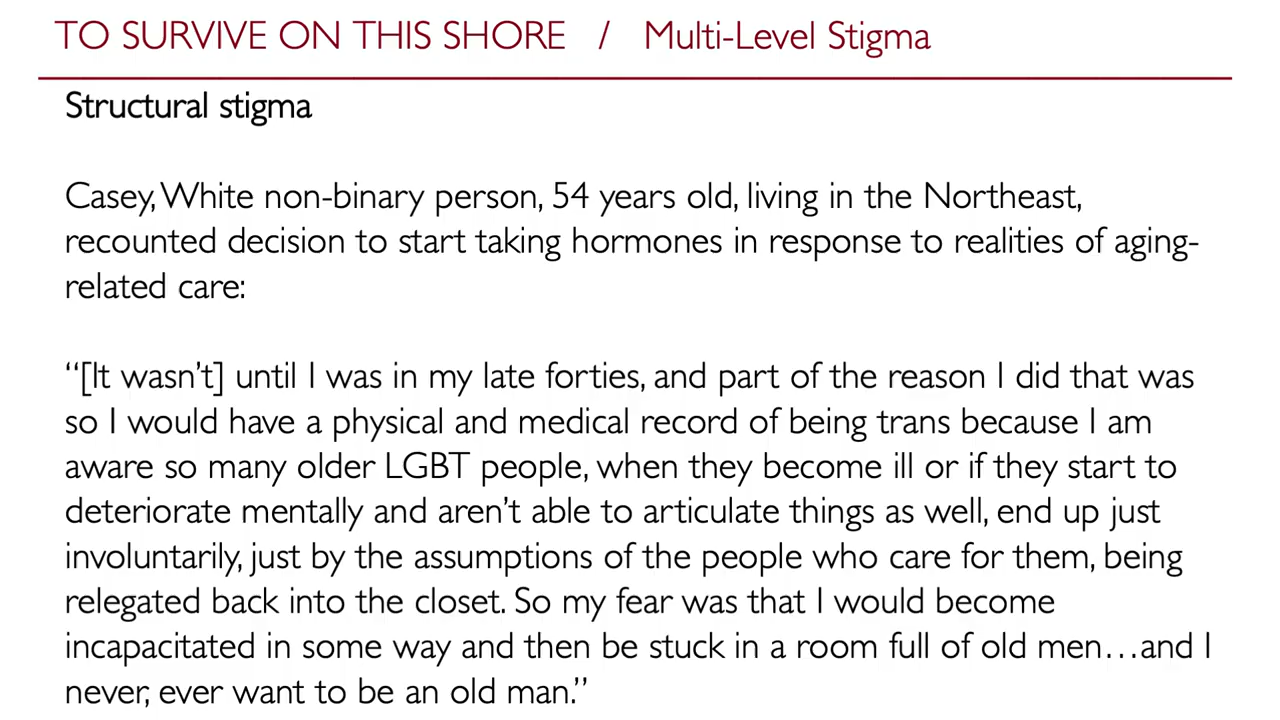 TO SURVIVE ON THIS SHORE / Multi-Level Stigma
Structural stigma
Casey, White non-binary person, 54 years old, living in the Northeast,
recounted decision to start taking hormones in response to realities of aging-
related care:
“[It wasn’t] until I was in my late forties, and part of the reason I did that was
so I would have a physical and medical record of being trans because I am
aware so many older LGBT people, when they become ill or if they start to
deteriorate mentally and aren’t able to articulate things as well, end up just
involuntarily, just by the assumptions of the people who care for them, being
relegated back into the closet. So my fear was that I would become
incapacitated in some way and then be stuck in a room full of old men…and I
never, ever want to be an old man.”